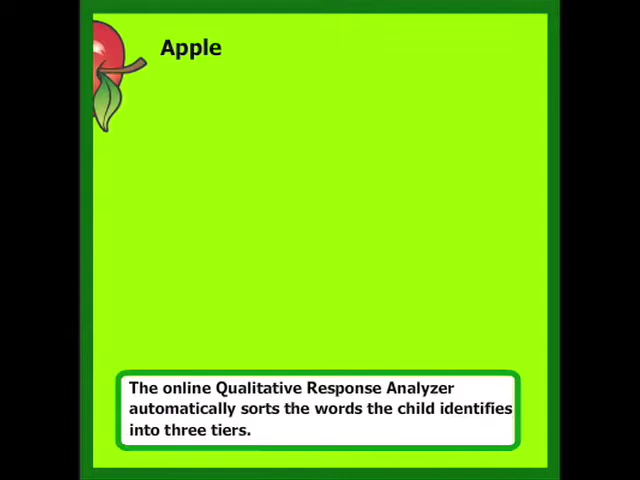 Apple
The online Qualitative Response Analyzer
automatically sorts the words the child identifies
into three tiers.